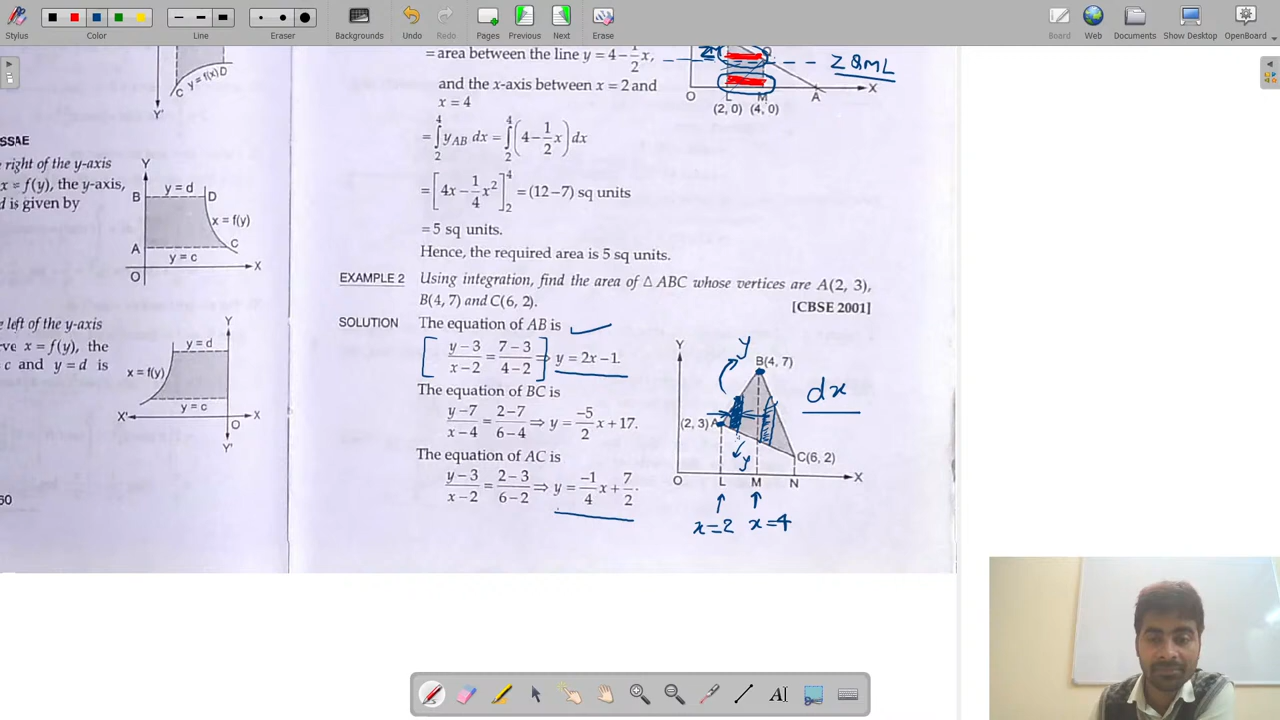 Stylus
Color
Line
Eraser
Backgrounds
Undo
Redo
Pages
Previous
Next
Erase
Board
Web
Documents
Show Desktop
OpenBoard
y = f(x) D
C
Y'
SSAE
right of the y-axis
x = f(y), the y-axis,
d is given by
Y
B
y = d
D
x = f(y)
A
C
y = c
O
X
left of the y-axis
ve x = f(y), the
c and y = d is
Y
y = d
x = f(y)
y = c
X'
O
X
Y'
60
= area between the line y = 4 − 1/2 x,
and the x-axis between x = 2 and
x = 4
= ∫₂⁴ y_AB dx = ∫₂⁴ (4 − 1/2 x) dx
= [4x − 1/4 x²]₂⁴ = (12 − 7) sq units
= 5 sq units.
Hence, the required area is 5 sq units.
O L M A X
(2, 0) (4, 0)
EXAMPLE 2 Using integration, find the area of △ ABC whose vertices are A(2, 3),
B(4, 7) and C(6, 2). [CBSE 2001]
SOLUTION The equation of AB is
y−3/x−2 = 7−3/4−2 ⇒ y = 2x − 1.
The equation of BC is
y−7/x−4 = 2−7/6−4 ⇒ y = −5/2 x + 17.
The equation of AC is
y−3/x−2 = 2−3/6−2 ⇒ y = −1/4 x + 7/2.
Y
y
B(4, 7)
dx
(2, 3) A
y
C(6, 2)
O L M N X
x=2 x=4